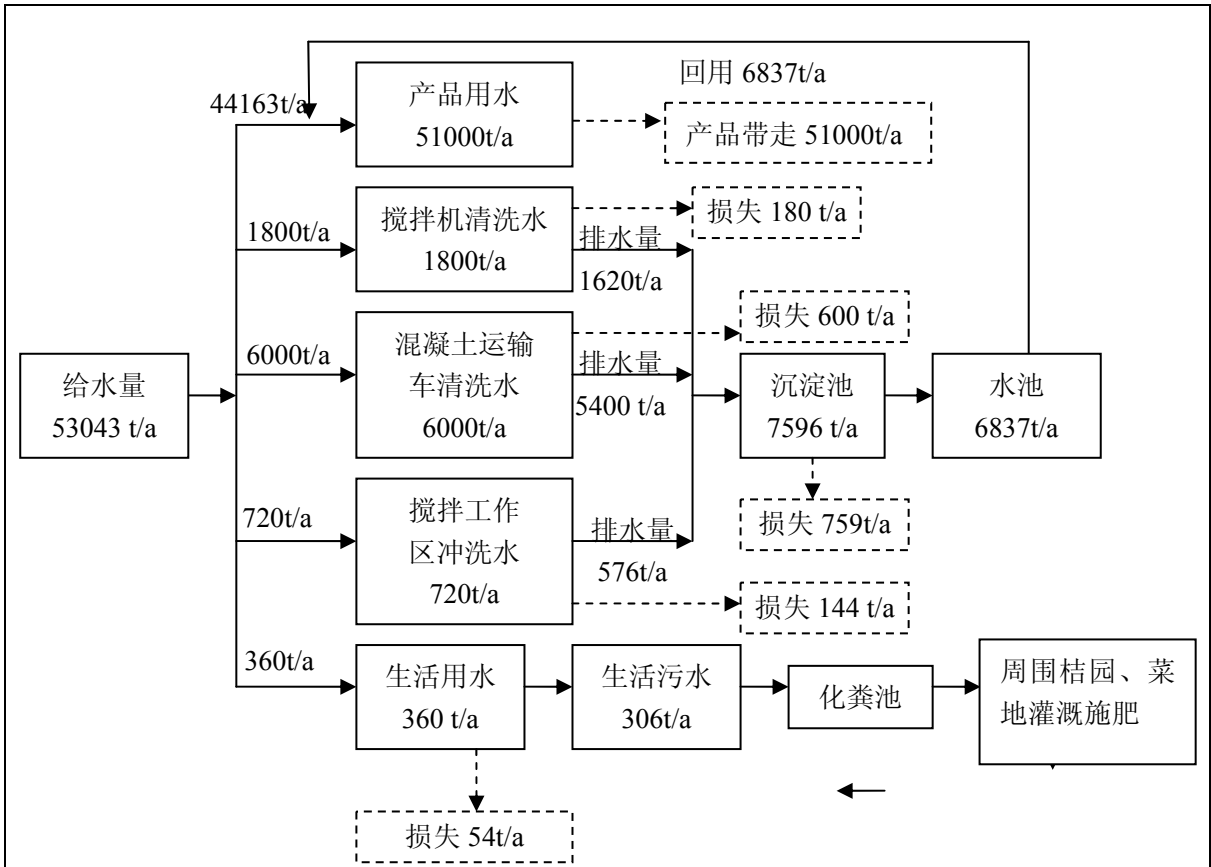 回用 6837t/a
44163t/a
产品用水
51000t/a
产品带走 51000t/a
1800t/a
搅拌机清洗水
1800t/a
损失 180 t/a
排水量
1620t/a
6000t/a
混凝土运输
车清洗水
6000t/a
损失 600 t/a
排水量
5400 t/a
给水量
53043 t/a
沉淀池
7596 t/a
水池
6837t/a
720t/a
搅拌工作
区冲洗水
720t/a
排水量
576t/a
损失 759t/a
损失 144 t/a
360t/a
生活用水
360 t/a
生活污水
306t/a
化粪池
周围桔园、菜
地灌溉施肥
损失 54t/a